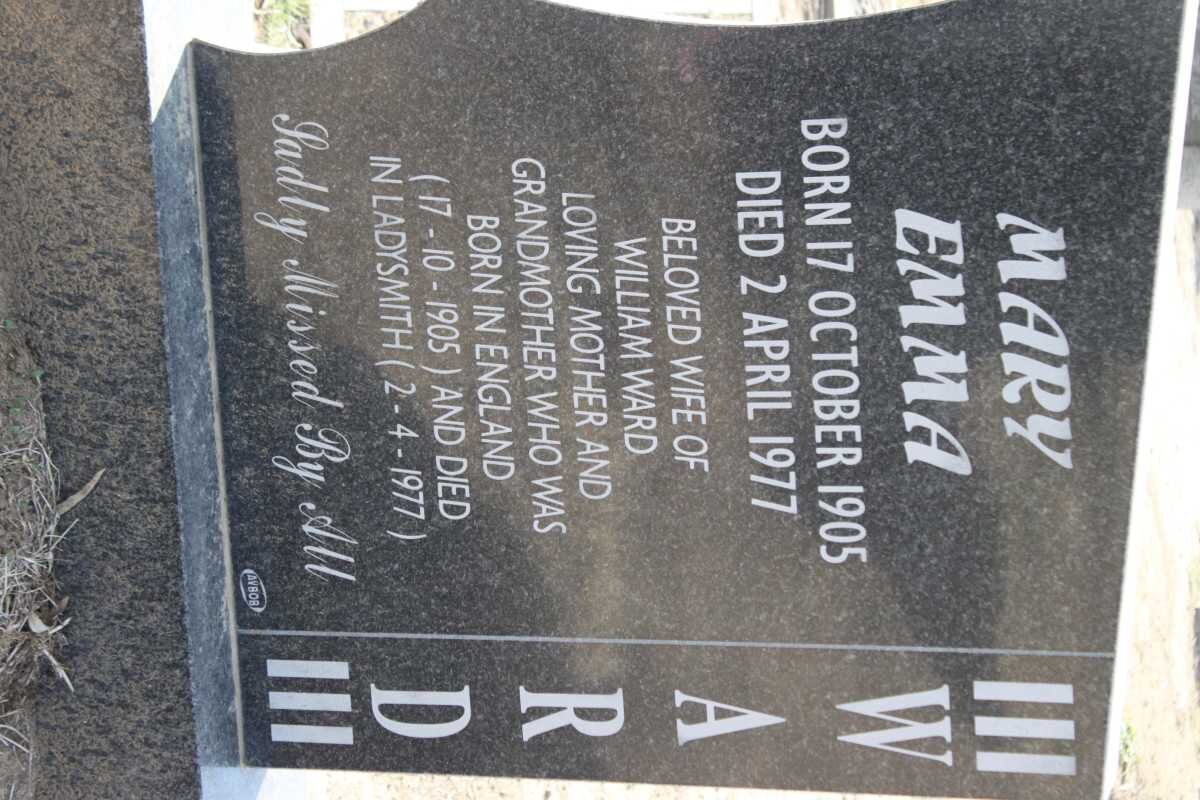 MARY
EMMA
BORN 17 OCTOBER 1905
DIED 2 APRIL 1977
BELOVED WIFE OF
WILLIAM WARD
LOVING MOTHER AND
GRANDMOTHER WHO WAS
BORN IN ENGLAND
( 17 - 10 - 1905 ) AND DIED
IN LADYSMITH ( 2 - 4 - 1977 )
Sadly Missed By All
AVBOB
W
A
R
D